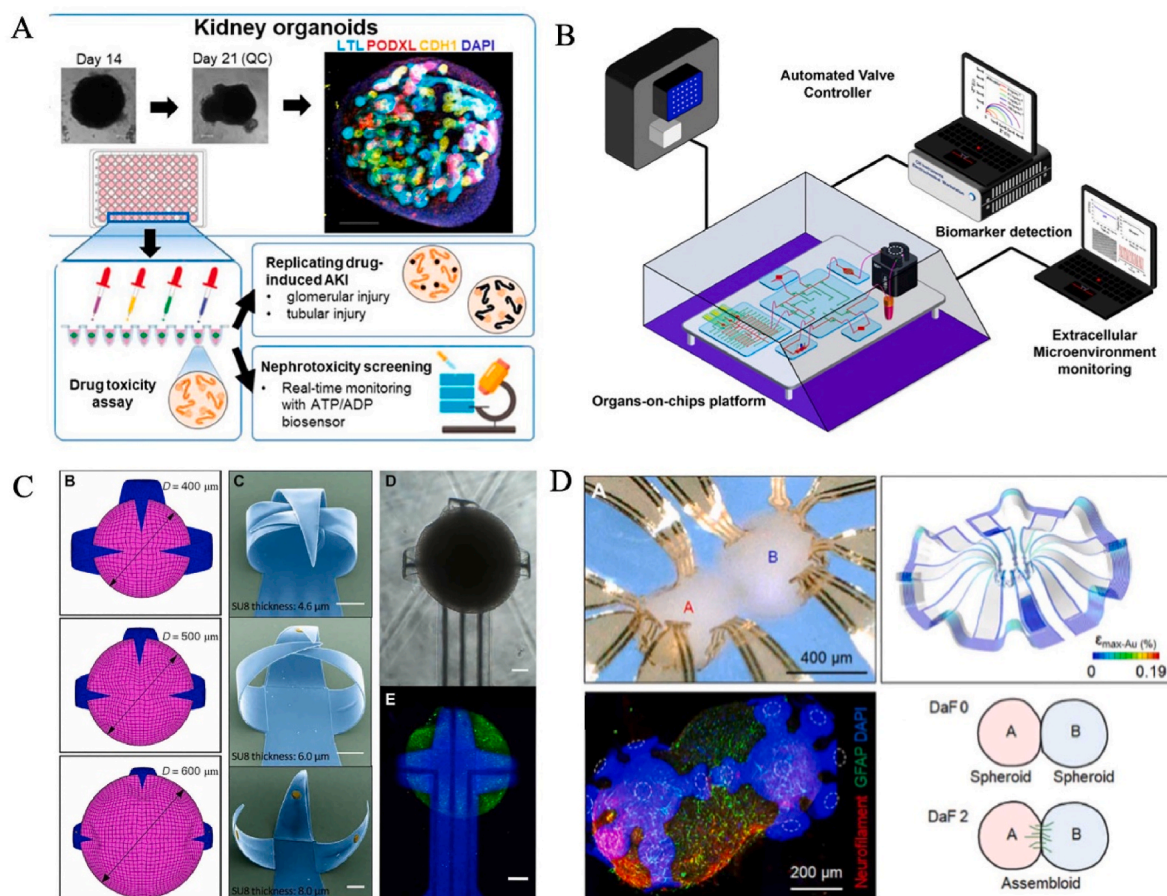 A
Kidney organoids
LTL PODXL CDH1 DAPI
Day 14
Day 21 (QC)
Replicating drug-
induced AKI
• glomerular injury
• tubular injury
Drug toxicity
assay
Nephrotoxicity screening
• Real-time monitoring
with ATP/ADP
biosensor
B
Automated Valve
Controller
Biomarker detection
Extracellular
Microenvironment
monitoring
Organs-on-chips platform
C
B
D = 400 μm
D = 500 μm
D = 600 μm
C
SU8 thickness: 4.6 μm
SU8 thickness: 6.0 μm
SU8 thickness: 8.0 μm
D
E
D
A
B
A
400 μm
εmax-Au (%)
0 0.19
Neurofilament GFAP DAPI
200 μm
DaF 0
A B
Spheroid Spheroid
DaF 2
A B
Assembloid